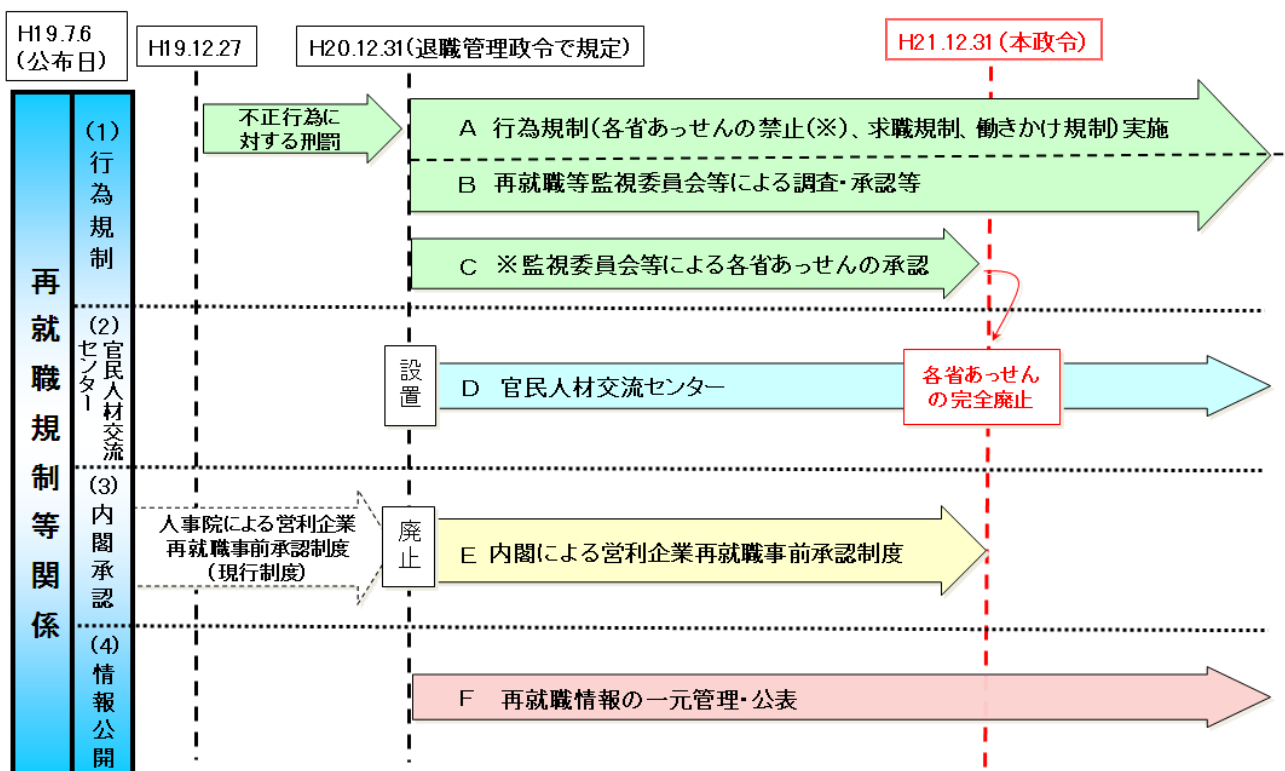 H19.7.6
(公布日)
H19.12.27
H20.12.31(退職管理政令で規定)
H21.12.31(本政令)
再就職規制等関係
(1)行為規制
不正行為に
対する刑罰
A 行為規制(各省あっせんの禁止(※)、求職規制、働きかけ規制)実施
B 再就職等監視委員会等による調査・承認等
C ※監視委員会等による各省あっせんの承認
(2)官民人材交流
センター
設置
D 官民人材交流センター
各省あっせん
の完全廃止
(3)内閣承認
人事院による営利企業
再就職事前承認制度
(現行制度)
廃止
E 内閣による営利企業再就職事前承認制度
(4)情報公開
F 再就職情報の一元管理・公表